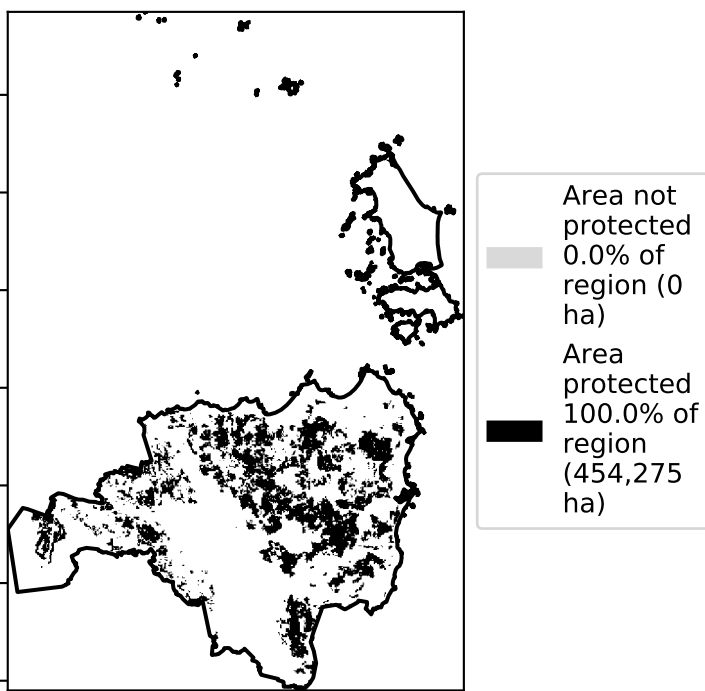 Area not
protected
0.0% of
region (0
ha)
Area
protected
100.0% of
region
(454,275
ha)